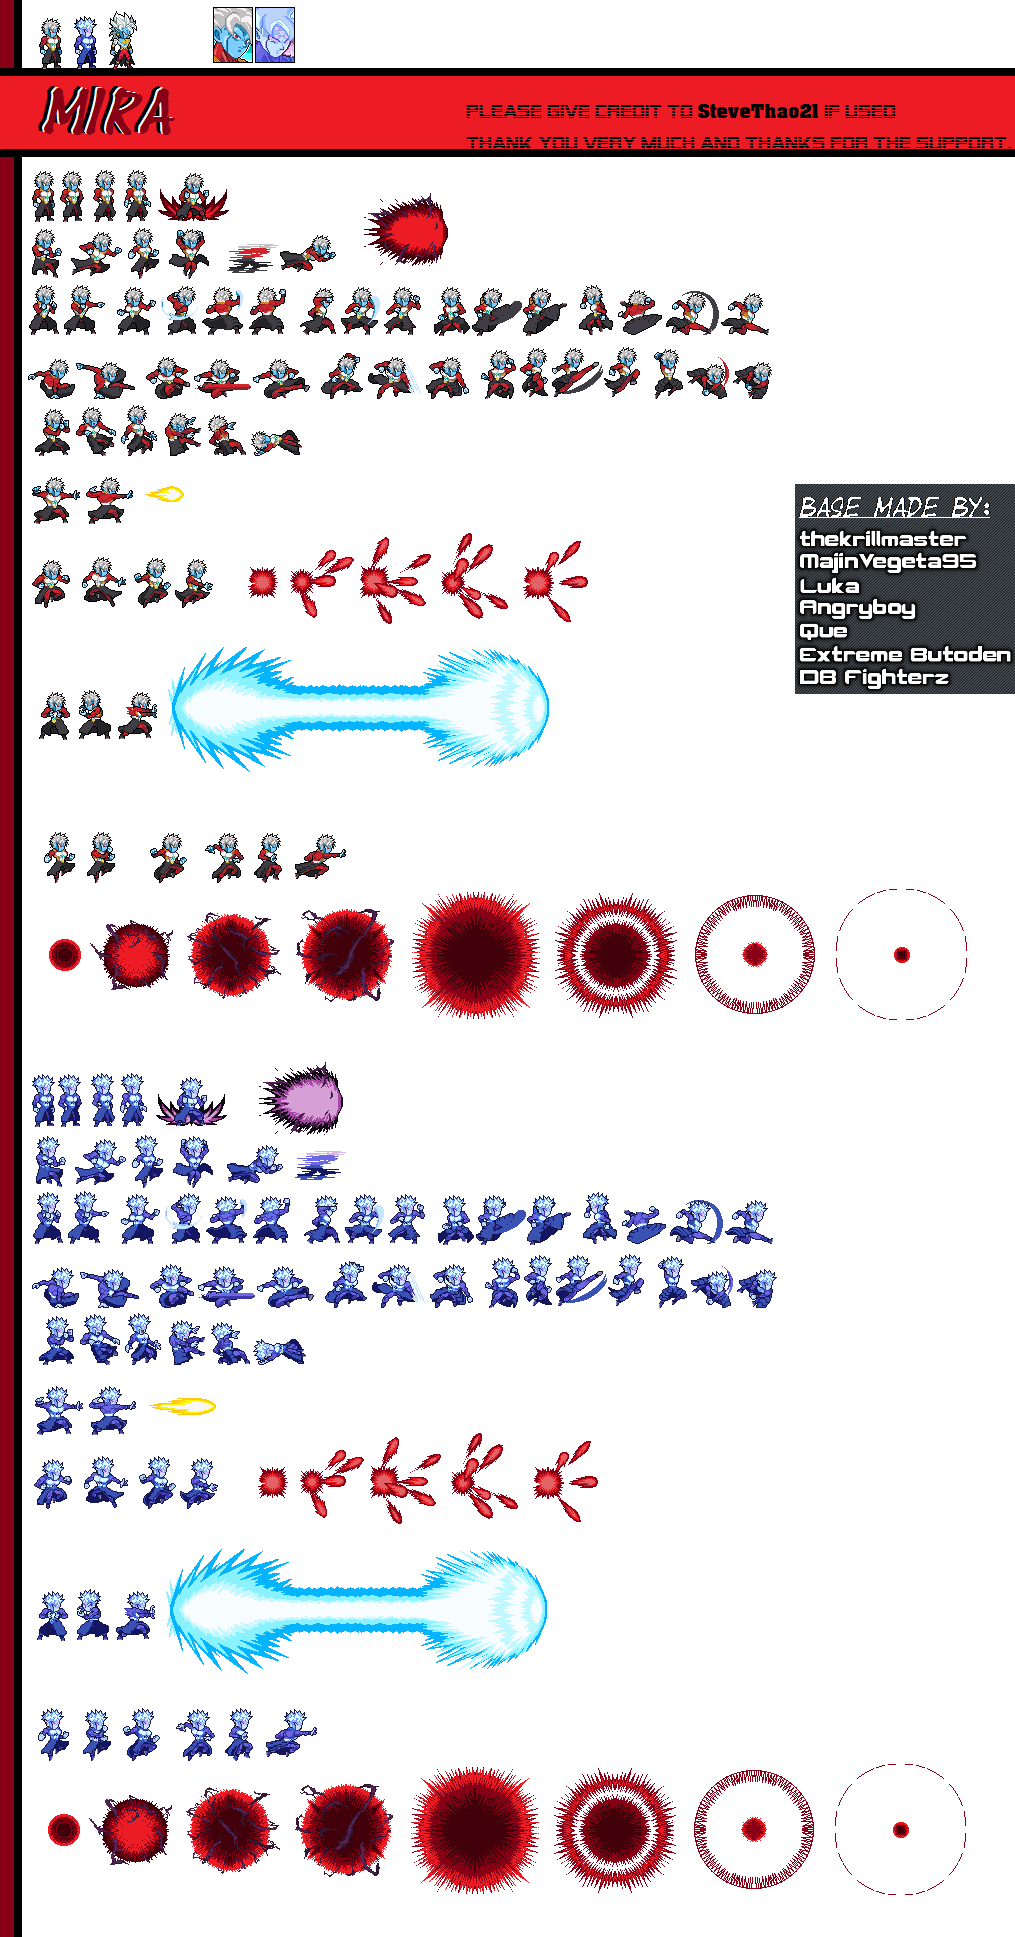 MIRA
PLEASE GIVE CREDIT TO SteveThao21 IF USED
THANK YOU VERY MUCH AND THANKS FOR THE SUPPORT.
BASE MADE BY:
thekrillmaster
MajinVegeta95
Luka
Angryboy
Que
Extreme Butoden
DB Fighterz